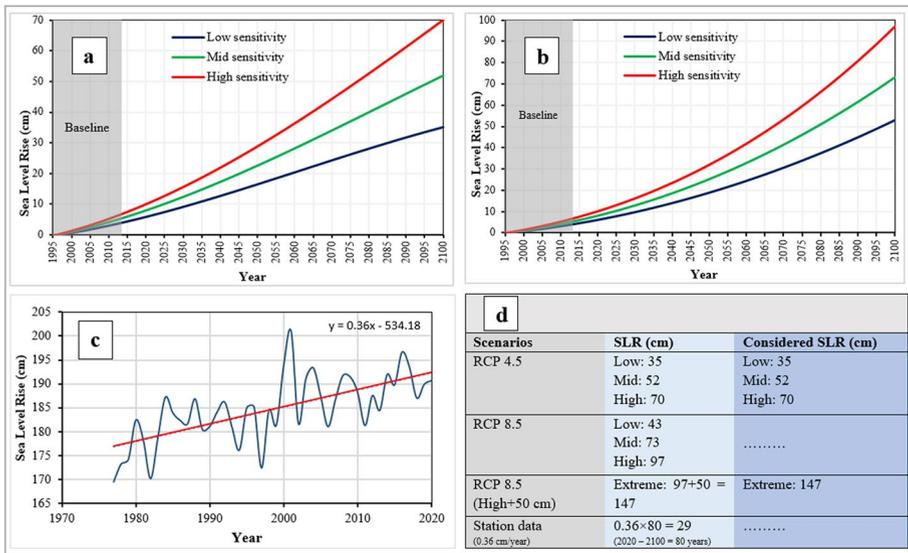 a
Low sensitivity
Mid sensitivity
High sensitivity
Baseline
Sea Level Rise (cm)
70
60
50
40
30
20
10
0
1995
2000
2005
2010
2015
2020
2025
2030
2035
2040
2045
2050
2055
2060
2065
2070
2075
2080
2085
2090
2095
2100
Year
b
Low sensitivity
Mid sensitivity
High sensitivity
Baseline
Sea Level Rise (cm)
100
90
80
70
60
50
40
30
20
10
0
1995
2000
2005
2010
2015
2020
2025
2030
2035
2040
2045
2050
2055
2060
2065
2070
2075
2080
2085
2090
2095
2100
Year
c
y = 0.36x - 534.18
Sea Level Rise (cm)
205
200
195
190
185
180
175
170
165
1970
1980
1990
2000
2010
2020
Year
d
Scenarios SLR (cm) Considered SLR (cm)
RCP 4.5 Low: 35 Low: 35
Mid: 52 Mid: 52
High: 70 High: 70
RCP 8.5 Low: 43
Mid: 73 .........
High: 97
RCP 8.5 Extreme: 97+50 = Extreme: 147
(High+50 cm) 147
Station data 0.36×80 = 29 .........
(0.36 cm/year) (2020 – 2100 = 80 years)